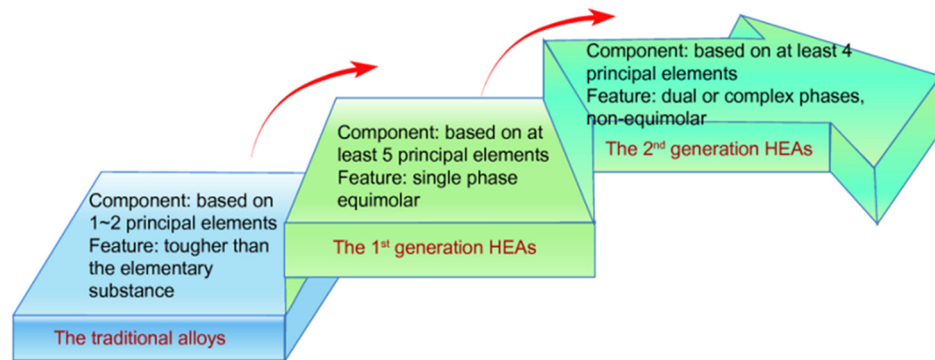 Component: based on
1~2 principal elements
Feature: tougher than
the elementary
substance
The traditional alloys
Component: based on at
least 5 principal elements
Feature: single phase
equimolar
The 1st generation HEAs
Component: based on at least 4
principal elements
Feature: dual or complex phases,
non-equimolar
The 2nd generation HEAs